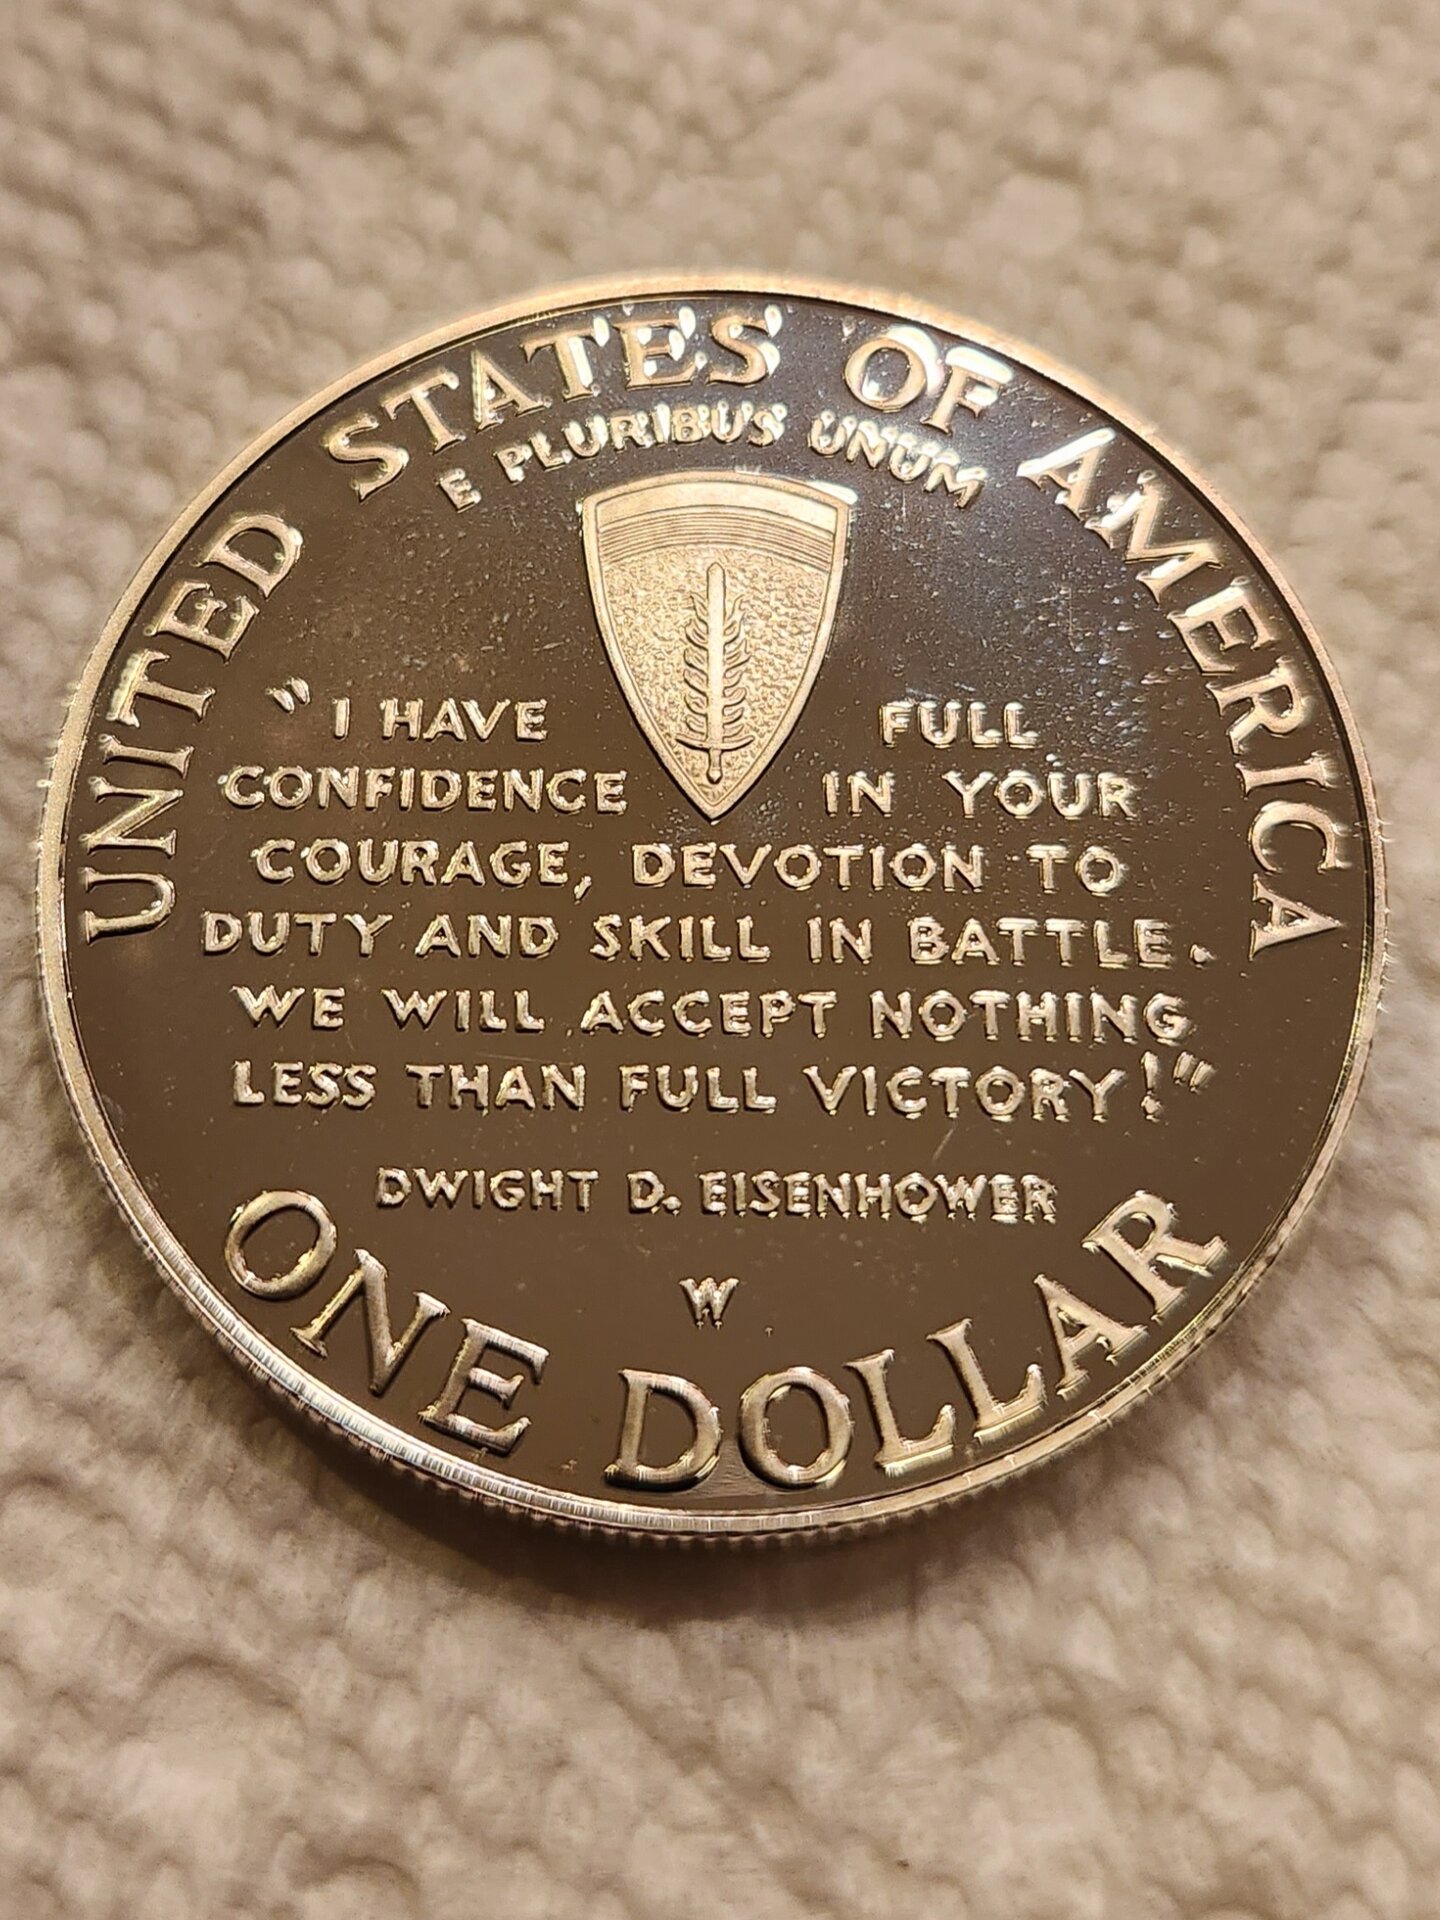 UNITED STATES OF AMERICA
E PLURIBUS UNUM
"I HAVE FULL
CONFIDENCE IN YOUR
COURAGE, DEVOTION TO
DUTY AND SKILL IN BATTLE.
WE WILL ACCEPT NOTHING
LESS THAN FULL VICTORY!"
DWIGHT D. EISENHOWER
W
ONE DOLLAR